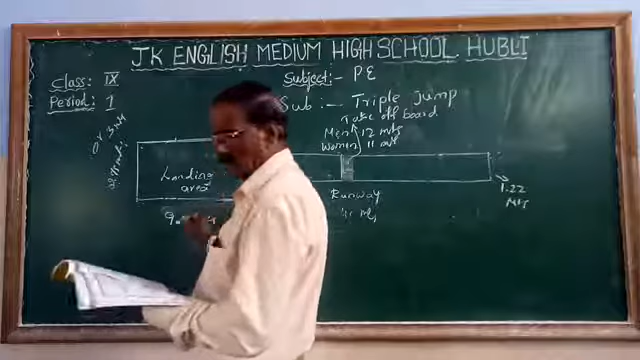 JK ENGLISH MEDIUM HIGH SCHOOL HUBLI
Class: IX
Subject:- PE
Period: 1
Sub :- Triple jump
Take off board
Men 12 mts
Women 11 mt
Landing
area
Runway
1.22
Mts